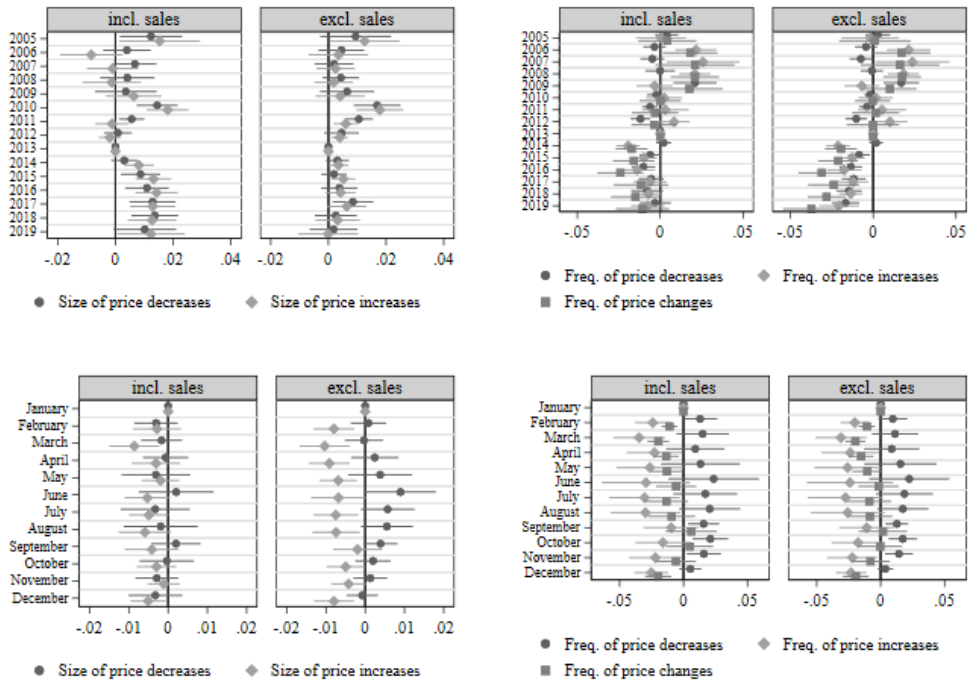 incl. sales
excl. sales
2005
2006
2007
2008
2009
2010
2011
2012
2013
2014
2015
2016
2017
2018
2019
-.02
0
.02
.04
-.02
0
.02
.04
Size of price decreases
Size of price increases
incl. sales
excl. sales
2005
2006
2007
2008
2009
2010
2011
2012
2013
2014
2015
2016
2017
2018
2019
-.05
0
.05
-.05
0
.05
Freq. of price decreases
Freq. of price increases
Freq. of price changes
incl. sales
excl. sales
January
February
March
April
May
June
July
August
September
October
November
December
-.02
-.01
0
.01
.02
-.02
-.01
0
.01
.02
Size of price decreases
Size of price increases
incl. sales
excl. sales
January
February
March
April
May
June
July
August
September
October
November
December
-.05
0
.05
-.05
0
.05
Freq. of price decreases
Freq. of price increases
Freq. of price changes